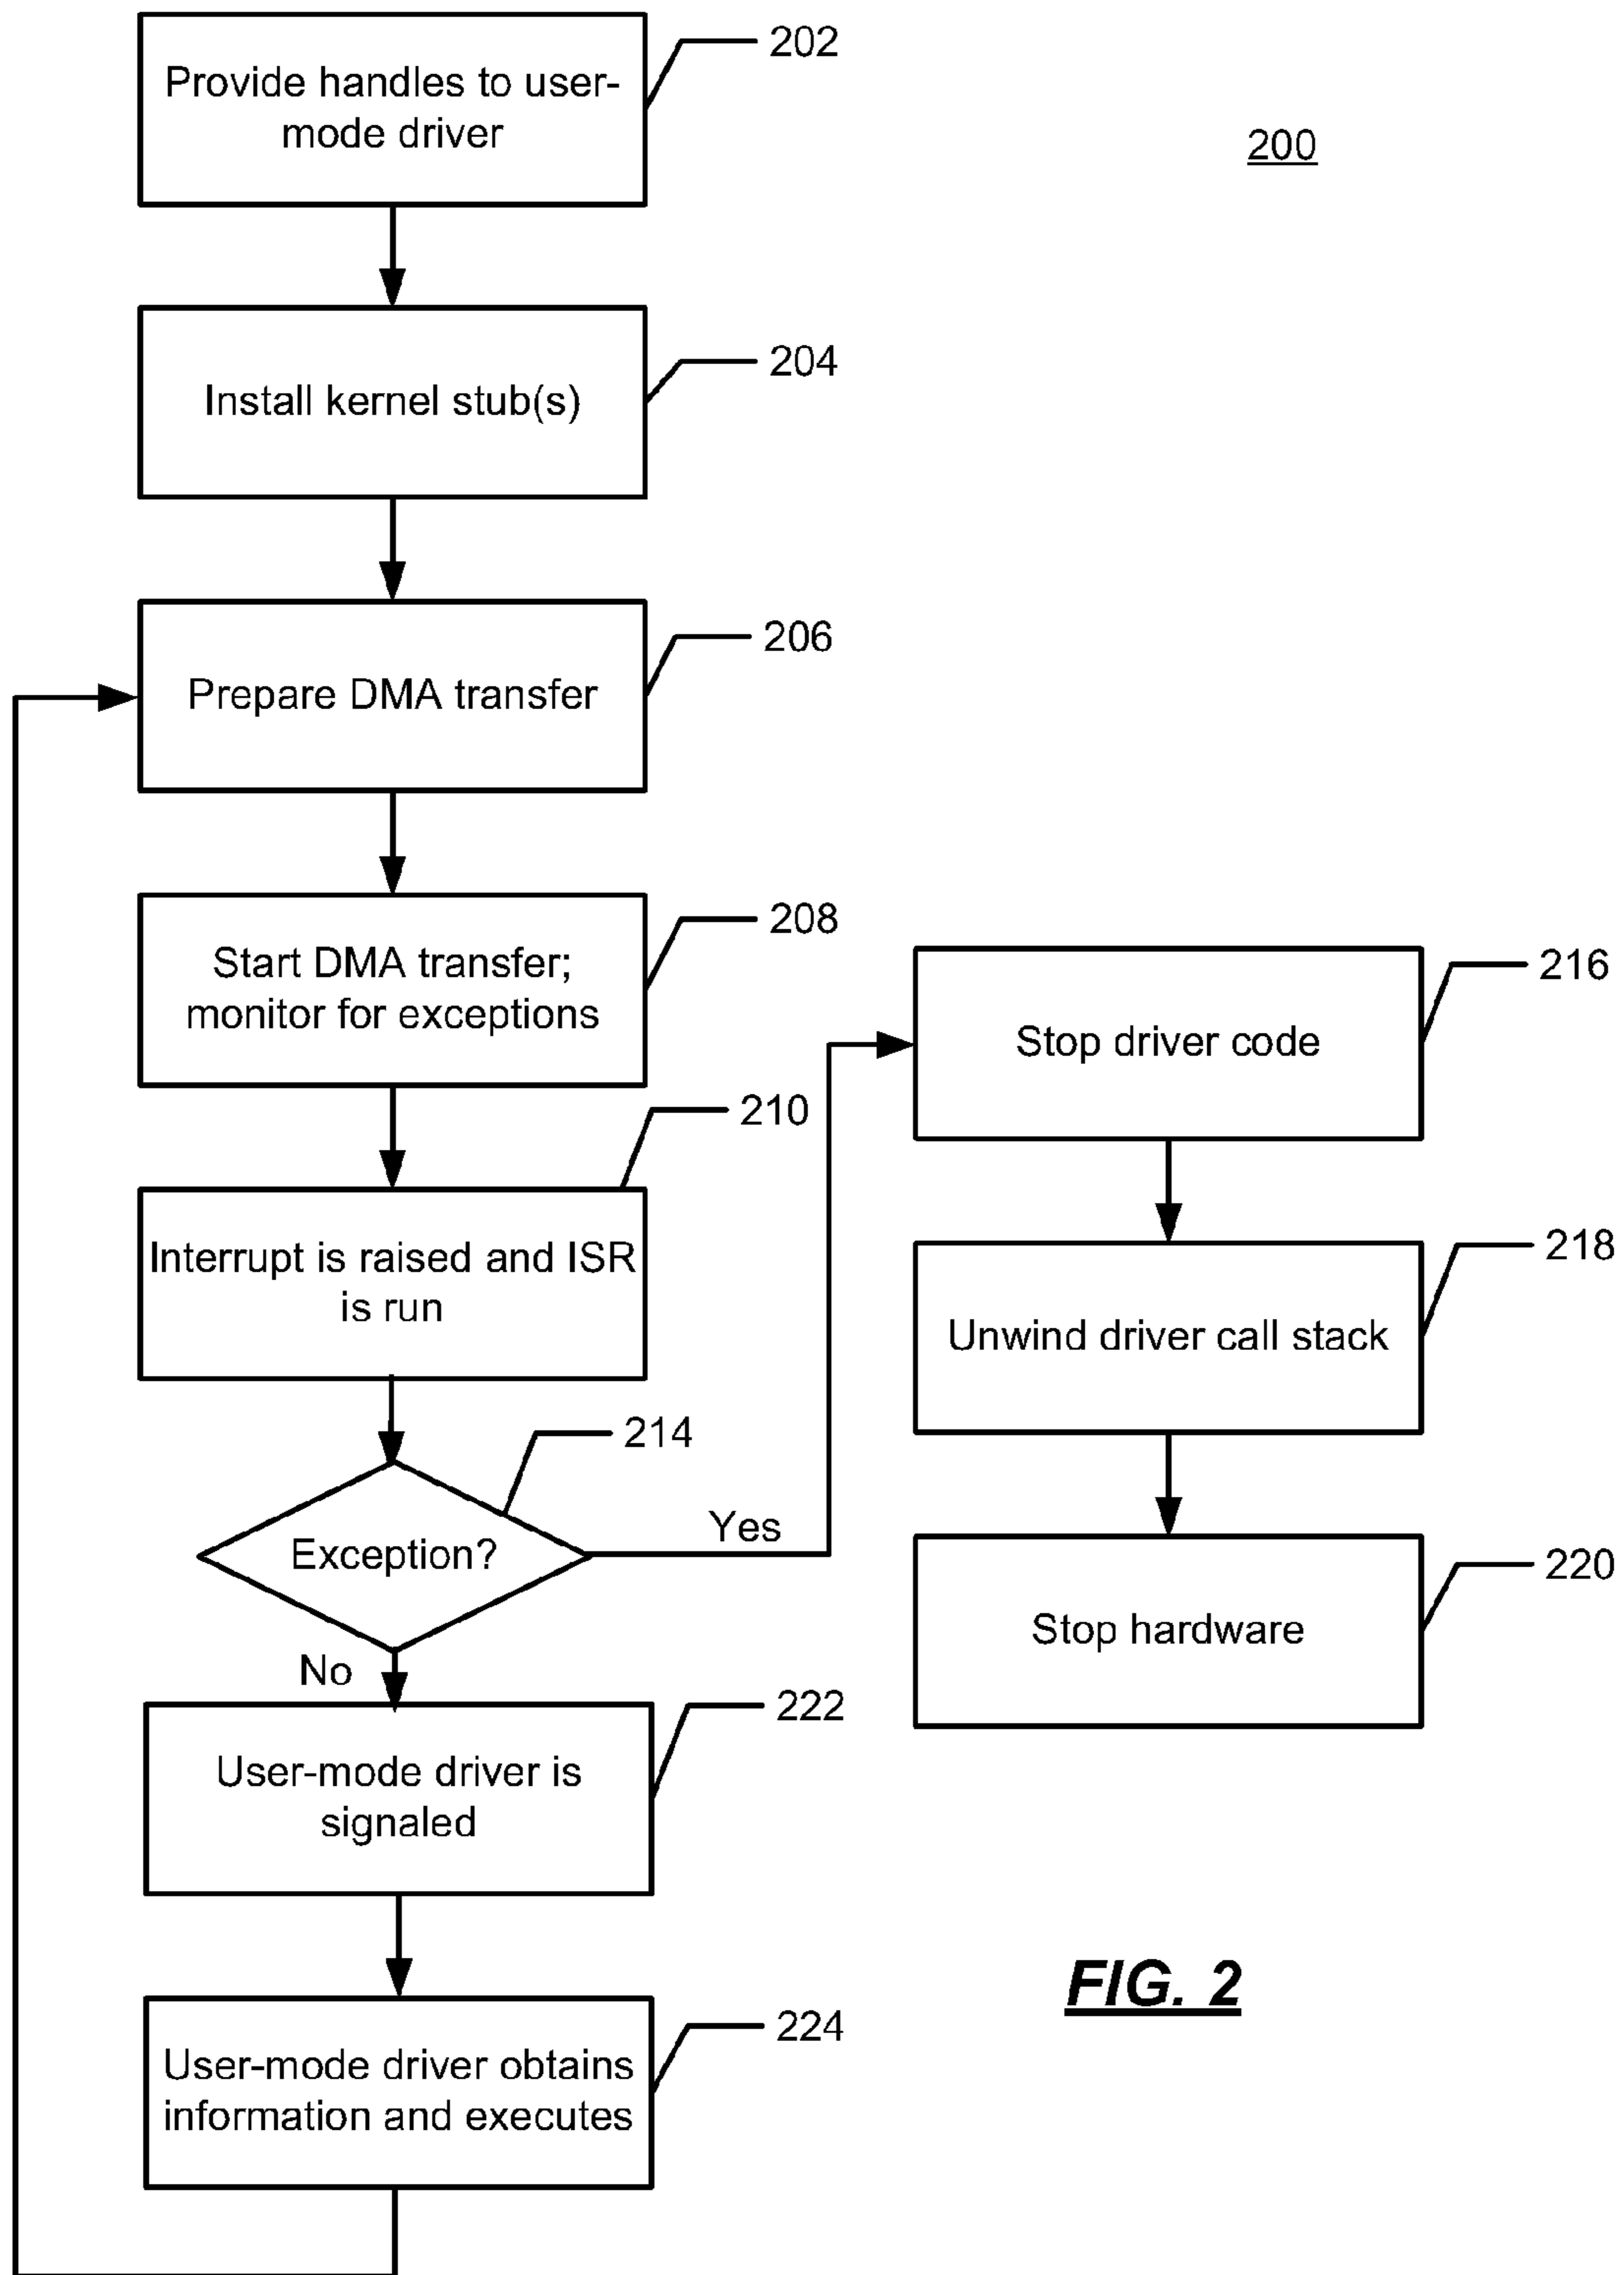 202
Provide handles to user-
mode driver
200
204
Install kernel stub(s)
206
Prepare DMA transfer
208
Start DMA transfer;
monitor for exceptions
210
Interrupt is raised and ISR
is run
214
Exception?
Yes
No
216
Stop driver code
218
Unwind driver call stack
220
Stop hardware
222
User-mode driver is
signaled
224
User-mode driver obtains
information and executes
FIG. 2